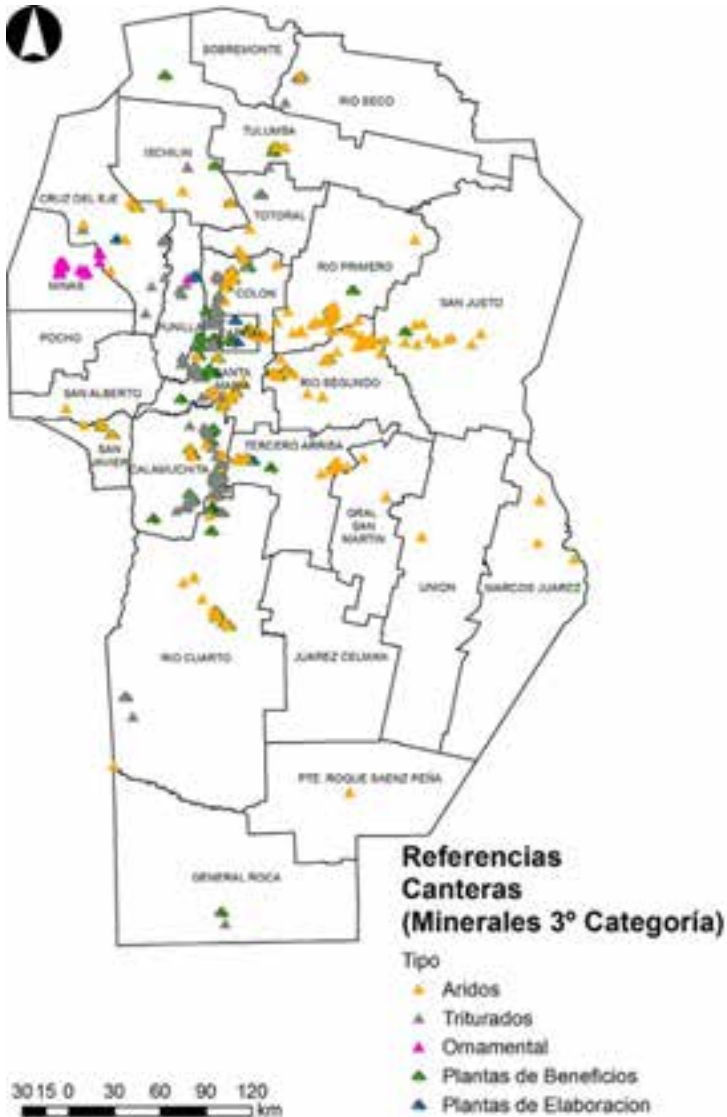 SOBREMONTE
RIO SECO
TULUMBA
ISCHILIN
CRUZ DEL EJE
TOTORAL
RIO PRIMERO
MINAS
COLON
SAN JUSTO
PUNILLA
POCHO
SANTA
MARIA
SAN ALBERTO
RIO SEGUNDO
SAN
JAVIER
TERCERO ARRIBA
CALAMUCHITA
GRAL
SAN
MARTIN
UNION
MARCOS JUAREZ
RIO CUARTO
JUAREZ CELMAN
PTE. ROQUE SAENZ PEÑA
GENERAL ROCA
Referencias
Canteras
(Minerales 3º Categoría)
Tipo
Aridos
Triturados
Ornamental
Plantas de Beneficios
Plantas de Elaboracion
30 15 0 30 60 90 120
km